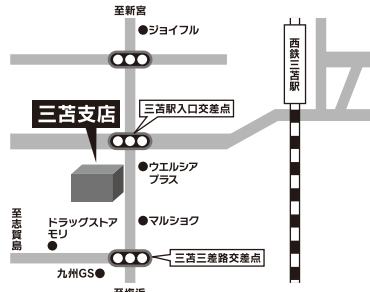 至新宮
ジョイフル
西鉄三苫駅
三苫支店
三苫駅入口交差点
ウエルシア
プラス
至志賀島
ドラッグストア
モリ
マルショク
三苫三差路交差点
九州GS
至塩浜